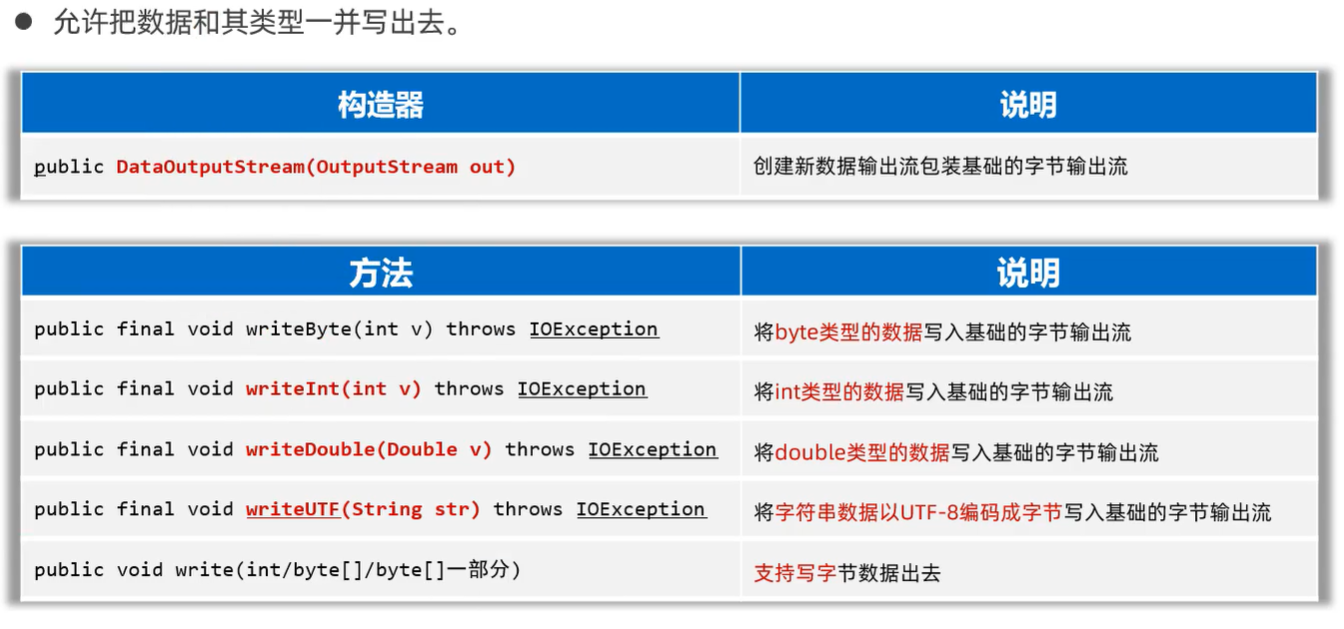 ● 允许把数据和其类型一并写出去。
构造器 说明
public DataOutputStream(OutputStream out) 创建新数据输出流包装基础的字节输出流
方法 说明
public final void writeByte(int v) throws IOException 将byte类型的数据写入基础的字节输出流
public final void writeInt(int v) throws IOException 将int类型的数据写入基础的字节输出流
public final void writeDouble(Double v) throws IOException 将double类型的数据写入基础的字节输出流
public final void writeUTF(String str) throws IOException 将字符串数据以UTF-8编码成字节写入基础的字节输出流
public void write(int/byte[]/byte[]一部分) 支持写字节数据出去